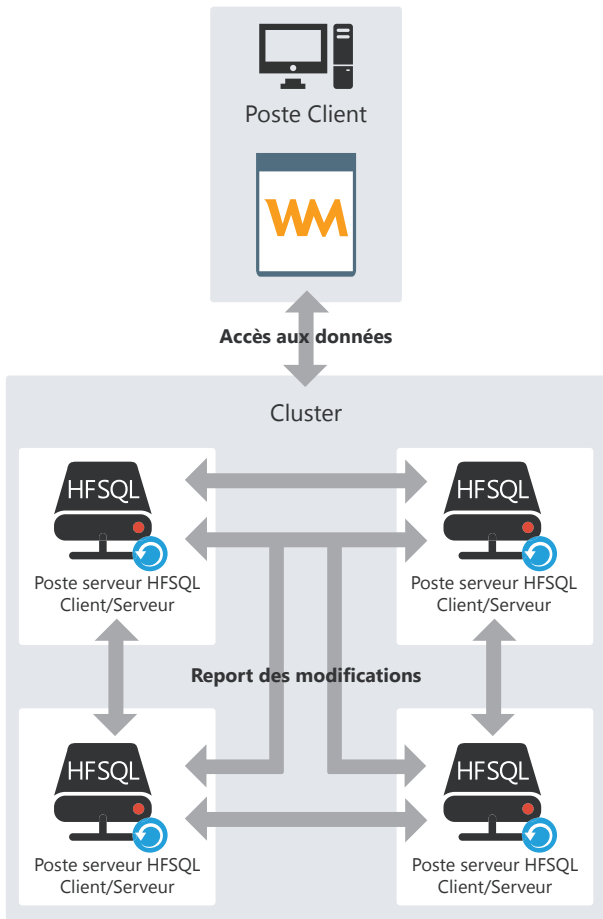 Poste Client
WM
Accès aux données
Cluster
HFSQL
HFSQL
Poste serveur HFSQL
Client/Serveur
Poste serveur HFSQL
Client/Serveur
Report des modifications
HFSQL
HFSQL
Poste serveur HFSQL
Client/Serveur
Poste serveur HFSQL
Client/Serveur